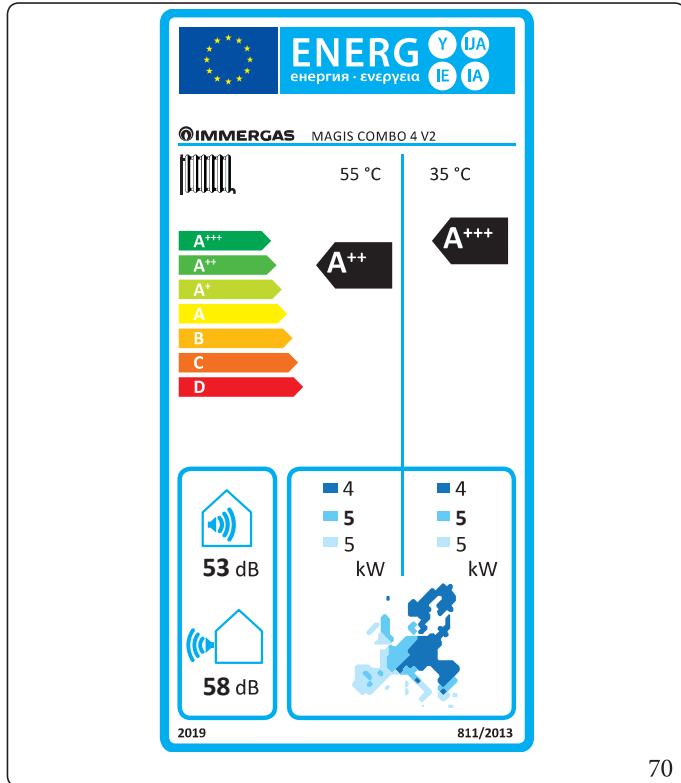 ENERG Y IJA
енергия · ενεργεια IE IA
IMMERGAS MAGIS COMBO 4 V2
55 °C 35 °C
A+++
A++
A+
A
B
C
D
A++
A+++
53 dB
58 dB
4 4
5 5
5 5
kW kW
2019 811/2013
70